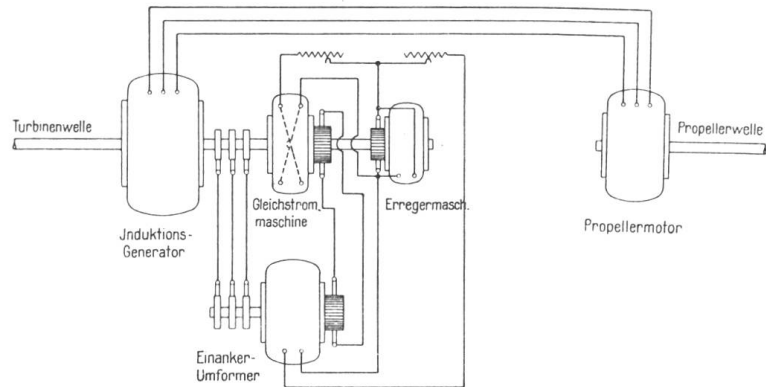 Turbinenwelle
Propellerwelle
Gleichstrom-
maschine
Erregermasch.
Jnduktions-
Generator
Propellermotor
Einanker-
Umformer